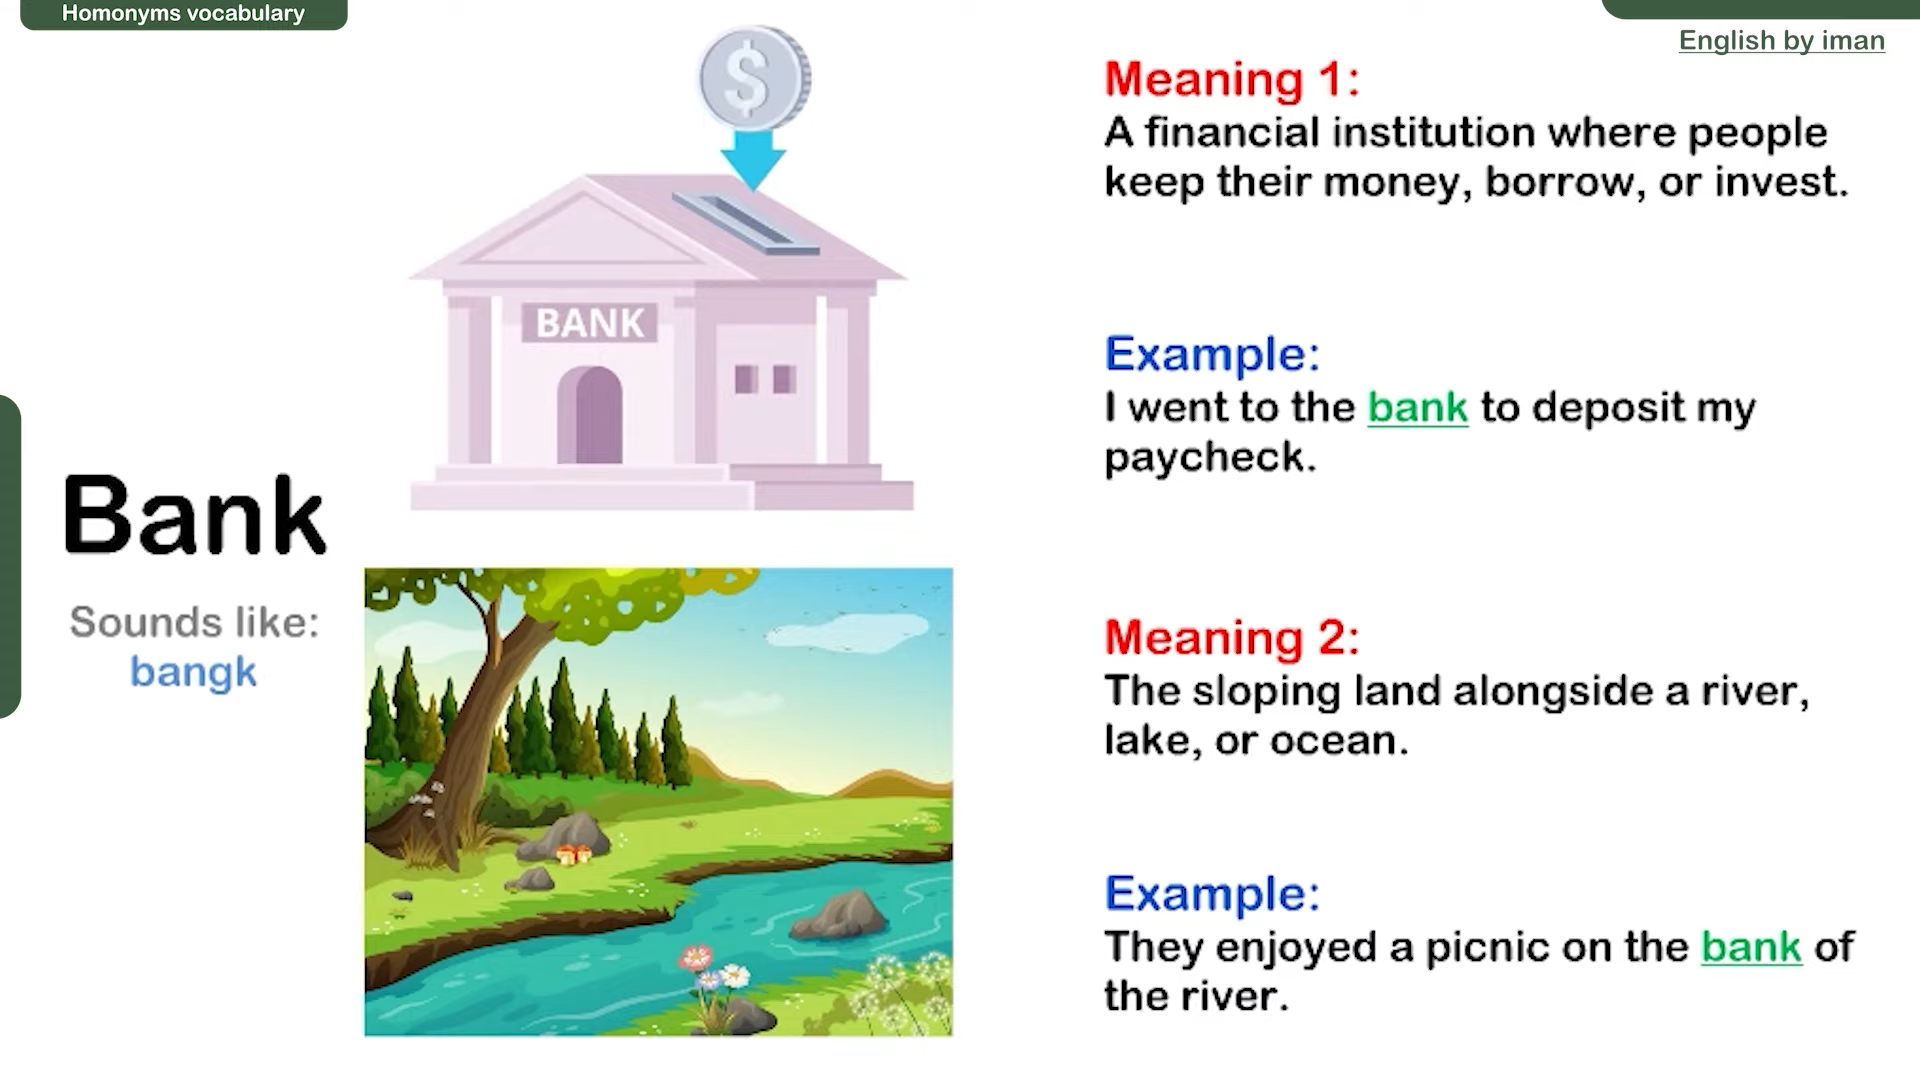 Homonyms vocabulary
English by iman
Bank
Sounds like:
bangk
$
BANK
Meaning 1:
A financial institution where people
keep their money, borrow, or invest.
Example:
I went to the bank to deposit my
paycheck.
Meaning 2:
The sloping land alongside a river,
lake, or ocean.
Example:
They enjoyed a picnic on the bank of
the river.